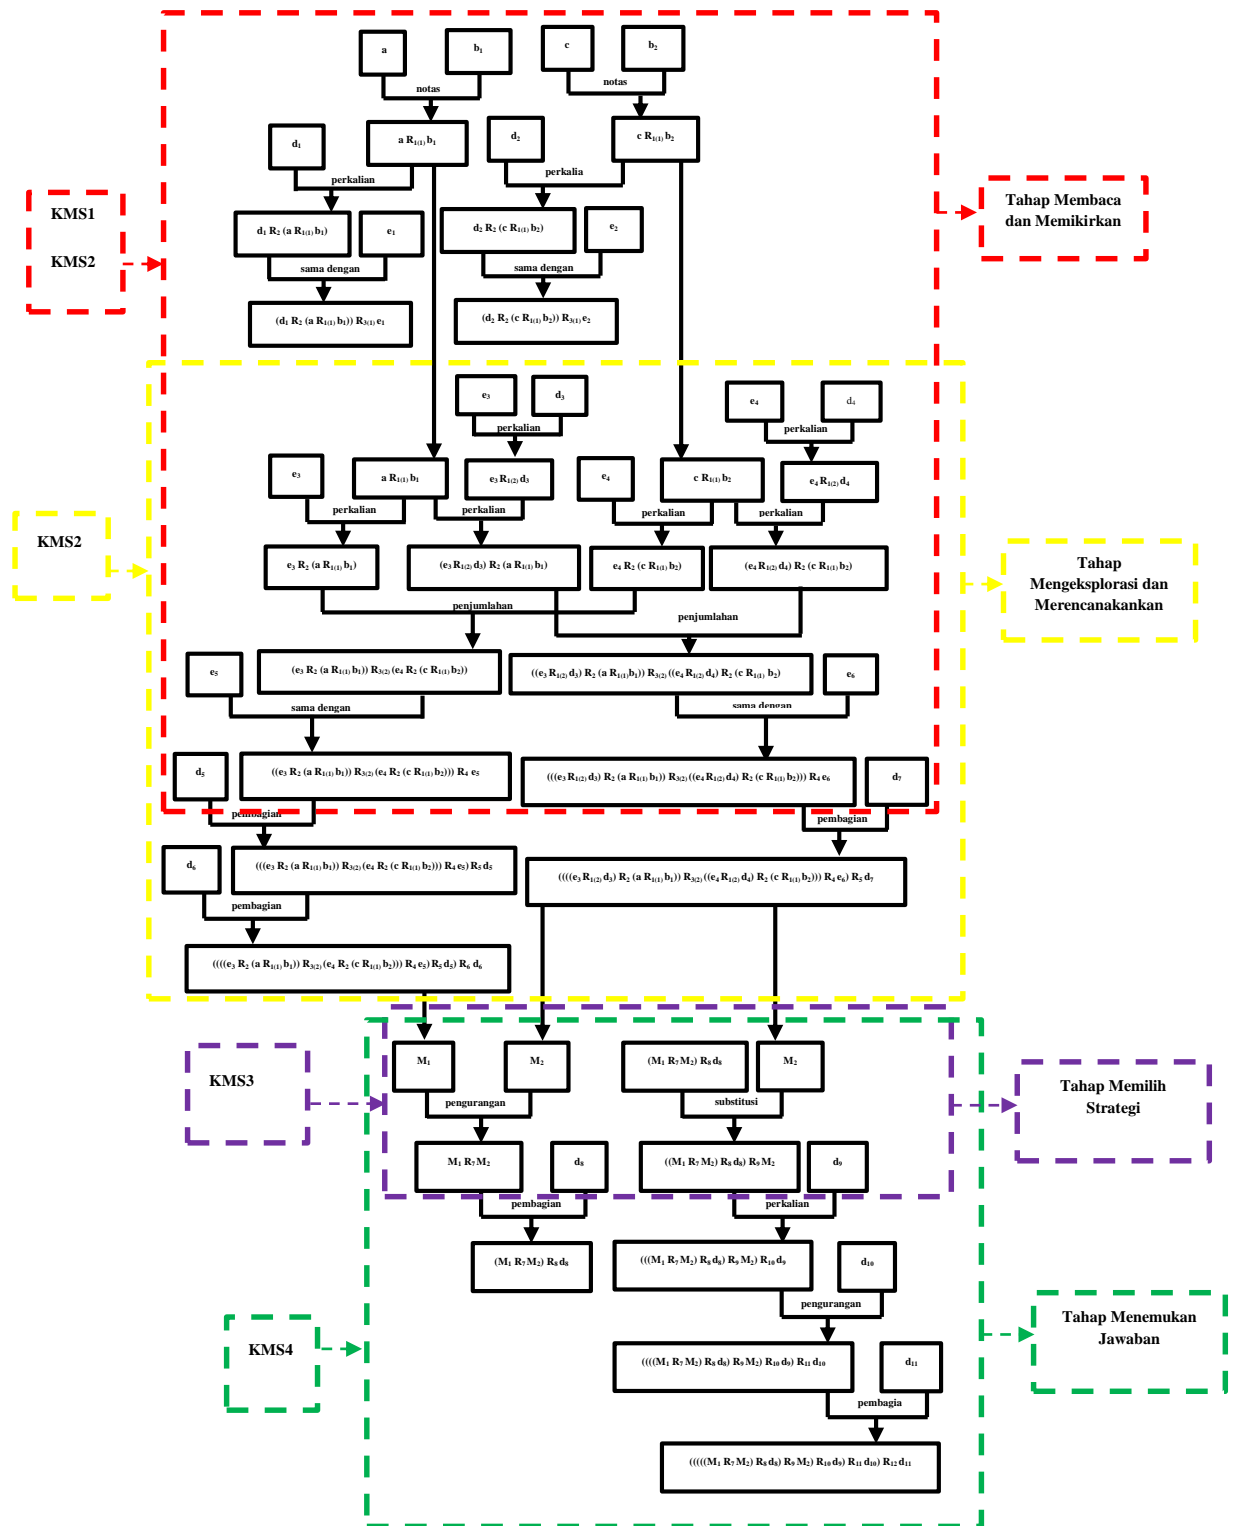 a
b₁
c
b₂
notas
notas
a R₁₍₁₎ b₁
c R₁₍₁₎ b₂
d₁
d₂
perkalian
perkalia
KMS1
KMS2
Tahap Membaca
dan Memikirkan
d₁ R₂ (a R₁₍₁₎ b₁)
e₁
d₂ R₂ (c R₁₍₁₎ b₂)
e₂
sama dengan
sama dengan
(d₁ R₂ (a R₁₍₁₎ b₁)) R₃₍₁₎ e₁
(d₂ R₂ (c R₁₍₁₎ b₂)) R₃₍₁₎ e₂
e₃
d₃
e₄
d₄
perkalian
perkalian
e₃
a R₁₍₁₎ b₁
e₃ R₁₍₂₎ d₃
e₄
c R₁₍₁₎ b₂
e₄ R₁₍₂₎ d₄
perkalian
perkalian
perkalian
perkalian
KMS2
Tahap
Mengeksplorasi dan
Merencanakankan
e₃ R₂ (a R₁₍₁₎ b₁)
(e₃ R₁₍₂₎ d₃) R₂ (a R₁₍₁₎ b₁)
e₄ R₂ (c R₁₍₁₎ b₂)
(e₄ R₁₍₂₎ d₄) R₂ (c R₁₍₁₎ b₂)
penjumlahan
penjumlahan
e₅
(e₃ R₂ (a R₁₍₁₎ b₁)) R₃₍₂₎ (e₄ R₂ (c R₁₍₁₎ b₂))
((e₃ R₁₍₂₎ d₃) R₂ (a R₁₍₁₎b₁)) R₃₍₂₎ ((e₄ R₁₍₂₎ d₄) R₂ (c R₁₍₁₎ b₂)
e₆
sama dengan
sama dengan
d₅
((e₃ R₂ (a R₁₍₁₎ b₁)) R₃₍₂₎ (e₄ R₂ (c R₁₍₁₎ b₂))) R₄ e₅
(((e₃ R₁₍₂₎ d₃) R₂ (a R₁₍₁₎ b₁)) R₃₍₂₎ ((e₄ R₁₍₂₎ d₄) R₂ (c R₁₍₁₎ b₂))) R₄ e₆
d₇
pembagian
pembagian
d₆
(((e₃ R₂ (a R₁₍₁₎ b₁)) R₃₍₂₎ (e₄ R₂ (c R₁₍₁₎ b₂))) R₄ e₅) R₅ d₅
((((e₃ R₁₍₂₎ d₃) R₂ (a R₁₍₁₎ b₁)) R₃₍₂₎ ((e₄ R₁₍₂₎ d₄) R₂ (c R₁₍₁₎ b₂))) R₄ e₆) R₅ d₇
pembagian
((((e₃ R₂ (a R₁₍₁₎ b₁)) R₃₍₂₎ (e₄ R₂ (c R₁₍₁₎ b₂))) R₄ e₅) R₅ d₅) R₆ d₆
M₁
M₂
(M₁ R₇ M₂) R₈ d₈
M₂
KMS3
Tahap Memilih
Strategi
pengurangan
substitusi
M₁ R₇ M₂
d₈
((M₁ R₇ M₂) R₈ d₈) R₉ M₂
d₉
pembagian
perkalian
(M₁ R₇ M₂) R₈ d₈
(((M₁ R₇ M₂) R₈ d₈) R₉ M₂) R₁₀ d₉
d₁₀
pengurangan
KMS4
Tahap Menemukan
Jawaban
((((M₁ R₇ M₂) R₈ d₈) R₉ M₂) R₁₀ d₉) R₁₁ d₁₀
d₁₁
pembagia
(((((M₁ R₇ M₂) R₈ d₈) R₉ M₂) R₁₀ d₉) R₁₁ d₁₀) R₁₂ d₁₁